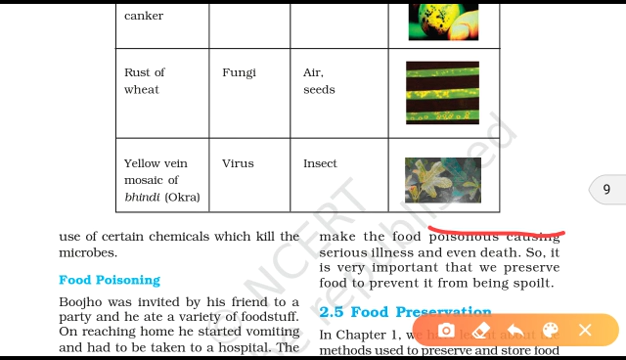 canker
Rust of Fungi Air,
wheat seeds
Yellow vein Virus Insect
mosaic of
bhindi (Okra)
9
use of certain chemicals which kill the
microbes.
Food Poisoning
Boojho was invited by his friend to a
party and he ate a variety of foodstuff.
On reaching home he started vomiting
and had to be taken to a hospital. The
make the food poisonous causing
serious illness and even death. So, it
is very important that we preserve
food to prevent it from being spoilt.
2.5 Food Preservation
In Chapter 1, we
methods used to preserve and store food
© NCERT
be republished